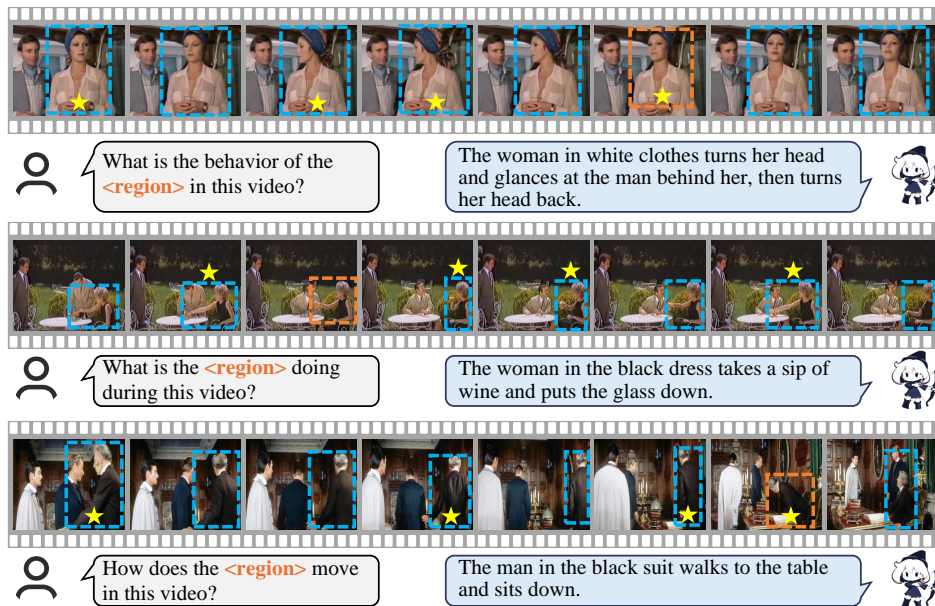 What is the behavior of the
<region> in this video?
The woman in white clothes turns her head
and glances at the man behind her, then turns
her head back.
What is the <region> doing
during this video?
The woman in the black dress takes a sip of
wine and puts the glass down.
How does the <region> move
in this video?
The man in the black suit walks to the table
and sits down.